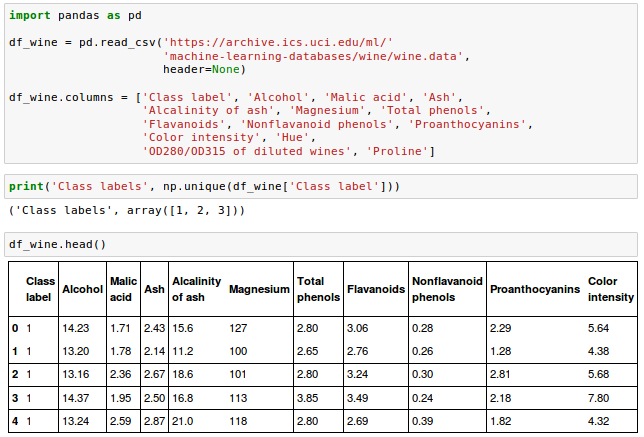 import pandas as pd
df_wine = pd.read_csv('https://archive.ics.uci.edu/ml/'
'machine-learning-databases/wine/wine.data',
header=None)
df_wine.columns = ['Class label', 'Alcohol', 'Malic acid', 'Ash',
'Alcalinity of ash', 'Magnesium', 'Total phenols',
'Flavanoids', 'Nonflavanoid phenols', 'Proanthocyanins',
'Color intensity', 'Hue',
'OD280/OD315 of diluted wines', 'Proline']
print('Class labels', np.unique(df_wine['Class label']))
('Class labels', array([1, 2, 3]))
df_wine.head()
Class label Alcohol Malic acid Ash Alcalinity of ash Magnesium Total phenols Flavanoids Nonflavanoid phenols Proanthocyanins Color intensity
0 1 14.23 1.71 2.43 15.6 127 2.80 3.06 0.28 2.29 5.64
1 1 13.20 1.78 2.14 11.2 100 2.65 2.76 0.26 1.28 4.38
2 1 13.16 2.36 2.67 18.6 101 2.80 3.24 0.30 2.81 5.68
3 1 14.37 1.95 2.50 16.8 113 3.85 3.49 0.24 2.18 7.80
4 1 13.24 2.59 2.87 21.0 118 2.80 2.69 0.39 1.82 4.32